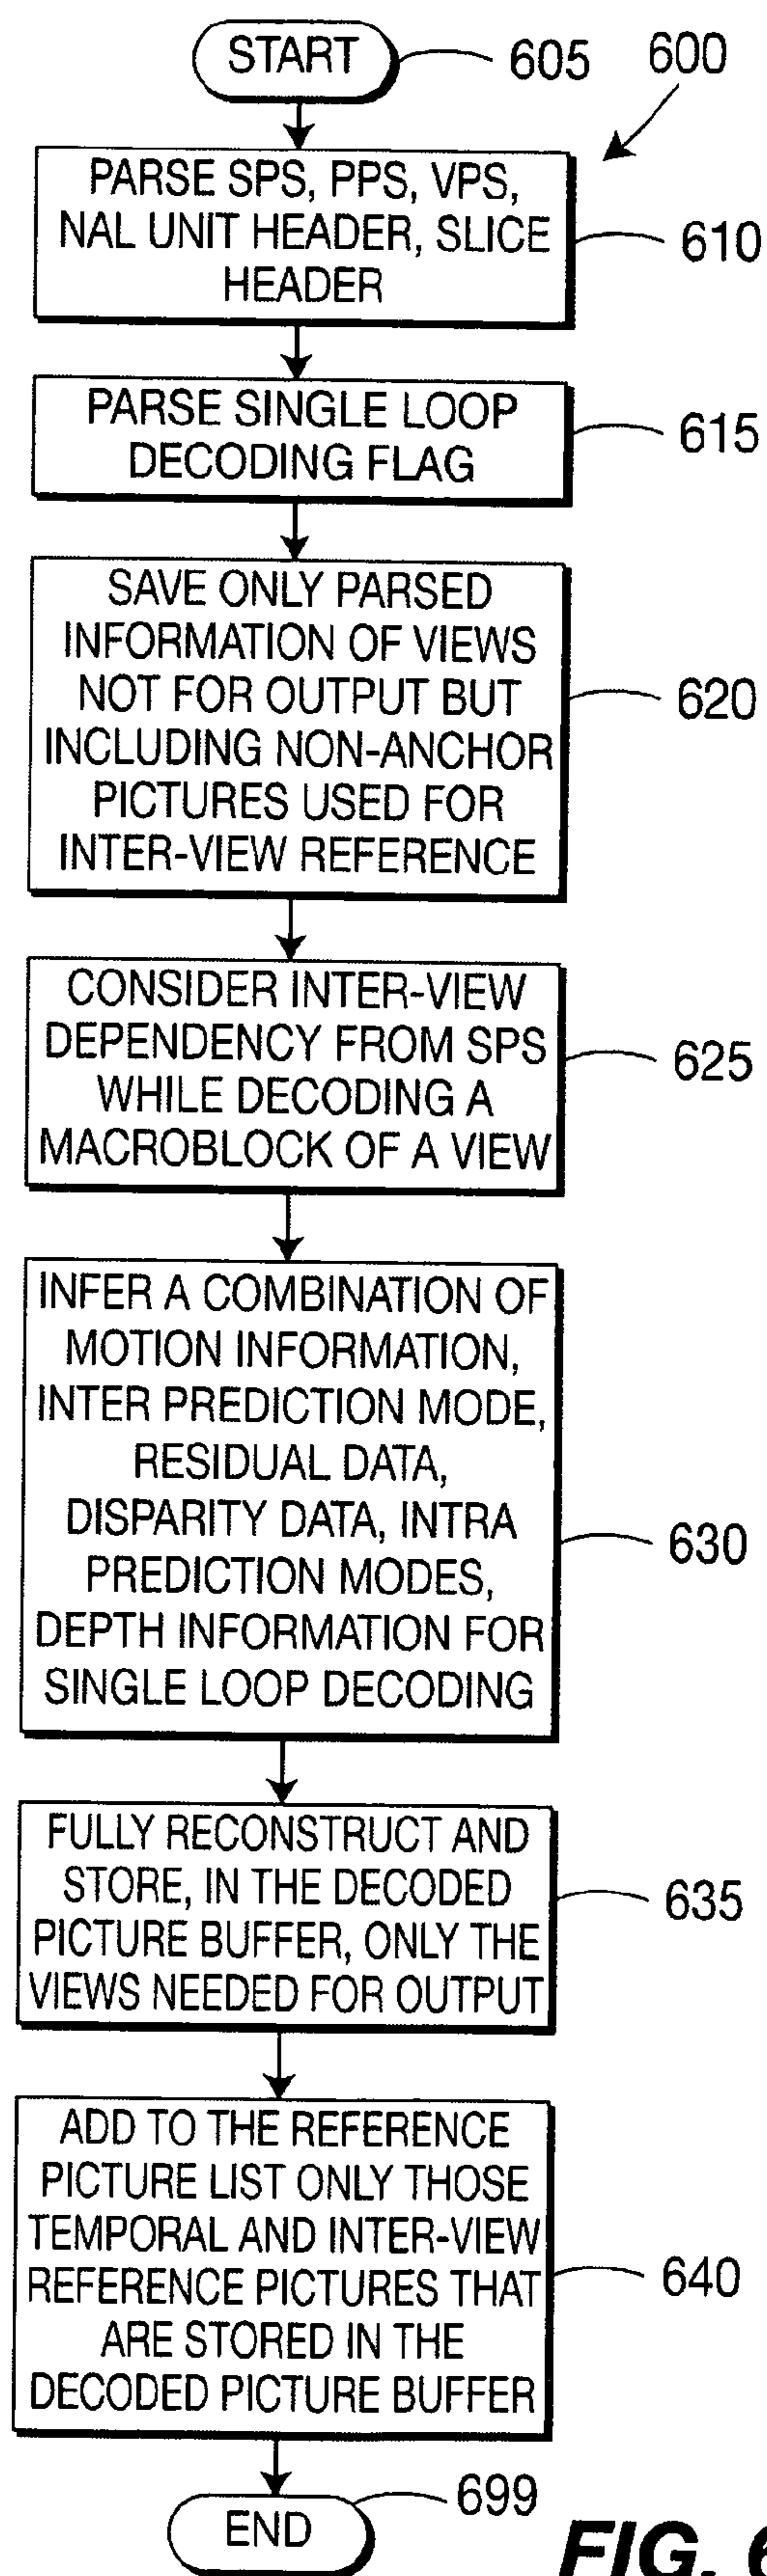 START
605
600
PARSE SPS, PPS, VPS,
NAL UNIT HEADER, SLICE
HEADER
610
PARSE SINGLE LOOP
DECODING FLAG
615
SAVE ONLY PARSED
INFORMATION OF VIEWS
NOT FOR OUTPUT BUT
INCLUDING NON-ANCHOR
PICTURES USED FOR
INTER-VIEW REFERENCE
620
CONSIDER INTER-VIEW
DEPENDENCY FROM SPS
WHILE DECODING A
MACROBLOCK OF A VIEW
625
INFER A COMBINATION OF
MOTION INFORMATION,
INTER PREDICTION MODE,
RESIDUAL DATA,
DISPARITY DATA, INTRA
PREDICTION MODES,
DEPTH INFORMATION FOR
SINGLE LOOP DECODING
630
FULLY RECONSTRUCT AND
STORE, IN THE DECODED
PICTURE BUFFER, ONLY THE
VIEWS NEEDED FOR OUTPUT
635
ADD TO THE REFERENCE
PICTURE LIST ONLY THOSE
TEMPORAL AND INTER-VIEW
REFERENCE PICTURES THAT
ARE STORED IN THE
DECODED PICTURE BUFFER
640
END
699
FIG. 6